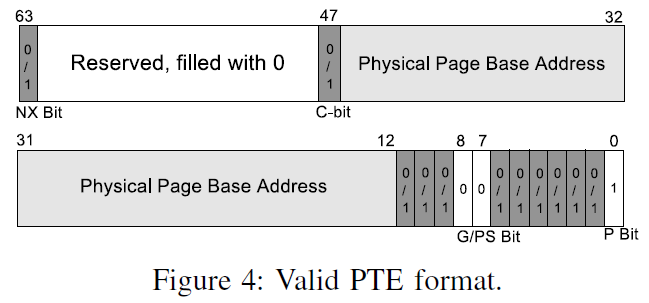 63 47 32
0/1 Reserved, filled with 0 0/1 Physical Page Base Address
NX Bit C-bit
31 12 8 7 0
Physical Page Base Address 0/1 0/1 0/1 0 0 0/1 0/1 0/1 0/1 0/1 0/1 1
G/PS Bit P Bit
Figure 4: Valid PTE format.